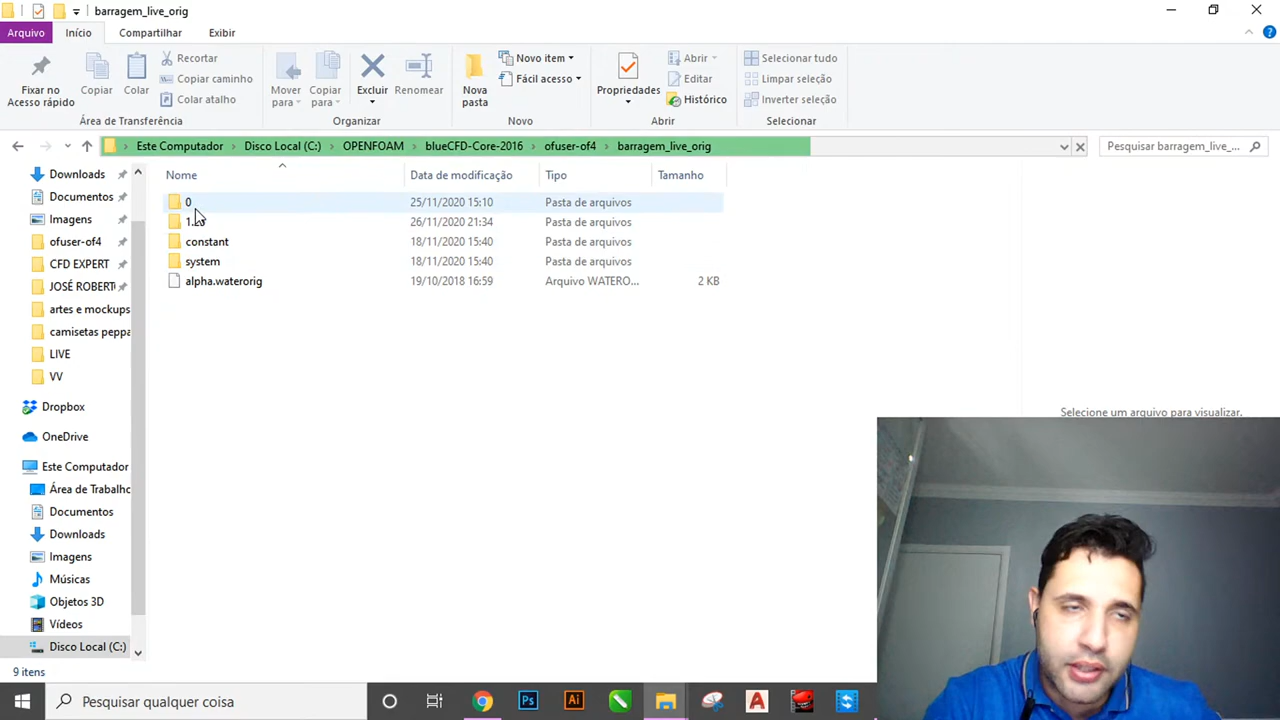 barragem_live_orig
Arquivo Início Compartilhar Exibir
Fixar no Acesso rápido
Copiar
Colar
Recortar
Copiar caminho
Colar atalho
Área de Transferência
Mover para
Copiar para
Excluir
Renomear
Organizar
Nova pasta
Novo item
Fácil acesso
Novo
Propriedades
Abrir
Editar
Histórico
Abrir
Selecionar tudo
Limpar seleção
Inverter seleção
Selecionar
Este Computador Disco Local (C:) OPENFOAM blueCFD-Core-2016 ofuser-of4 barragem_live_orig
Pesquisar barragem_live_...
Nome Data de modificação Tipo Tamanho
0 25/11/2020 15:10 Pasta de arquivos
26/11/2020 21:34 Pasta de arquivos
constant 18/11/2020 15:40 Pasta de arquivos
system 18/11/2020 15:40 Pasta de arquivos
alpha.waterorig 19/10/2018 16:59 Arquivo WATERO... 2 KB
Downloads
Documentos
Imagens
ofuser-of4
CFD EXPERT
JOSÉ ROBERT
artes e mockups
camisetas peppa
LIVE
VV
Dropbox
OneDrive
Este Computador
Área de Trabalho
Documentos
Downloads
Imagens
Músicas
Objetos 3D
Vídeos
Disco Local (C:)
Selecione um arquivo para visualizar.
9 itens
Pesquisar qualquer coisa
Ps
Ai
A